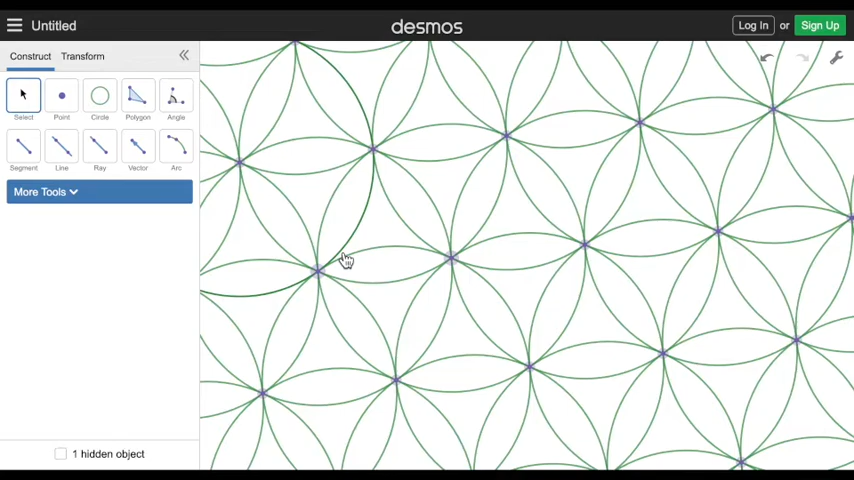 Untitled
desmos
Log In or Sign Up
Construct Transform
Select Point Circle Polygon Angle
Segment Line Ray Vector Arc
More Tools
1 hidden object